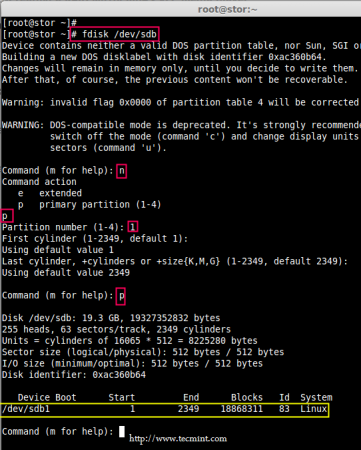 root@stor:~
[root@stor ~]#
[root@stor ~]# fdisk /dev/sdb
Device contains neither a valid DOS partition table, nor Sun, SGI or
Building a new DOS disklabel with disk identifier 0xac360b64.
Changes will remain in memory only, until you decide to write them.
After that, of course, the previous content won't be recoverable.
Warning: invalid flag 0x0000 of partition table 4 will be corrected
WARNING: DOS-compatible mode is deprecated. It's strongly recommende
switch off the mode (command 'c') and change display units
sectors (command 'u').
Command (m for help): n
Command action
e extended
p primary partition (1-4)
p
Partition number (1-4): 1
First cylinder (1-2349, default 1):
Using default value 1
Last cylinder, +cylinders or +size{K,M,G} (1-2349, default 2349):
Using default value 2349
Command (m for help): p
Disk /dev/sdb: 19.3 GB, 19327352832 bytes
255 heads, 63 sectors/track, 2349 cylinders
Units = cylinders of 16065 * 512 = 8225280 bytes
Sector size (logical/physical): 512 bytes / 512 bytes
I/O size (minimum/optimal): 512 bytes / 512 bytes
Disk identifier: 0xac360b64
Device Boot Start End Blocks Id System
/dev/sdb1 1 2349 18868311 83 Linux
Command (m for help):
http://www.tecmint.com